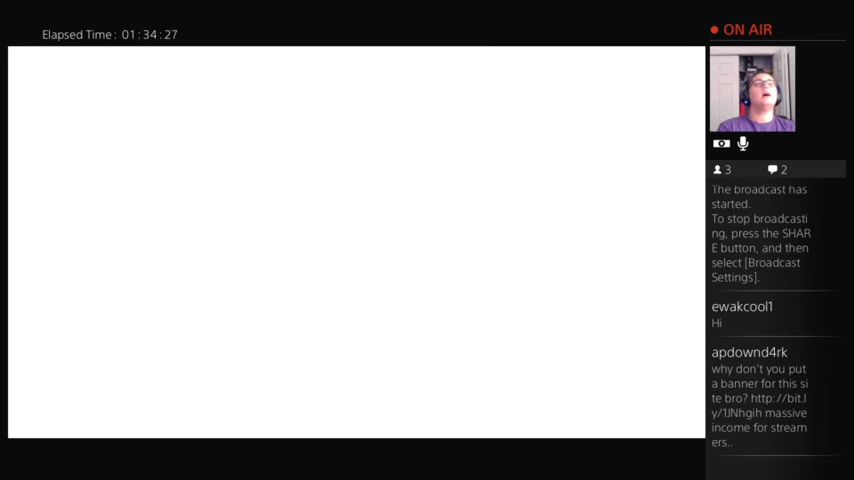 Elapsed Time: 01:34:27
ON AIR
3
2
The broadcast has
started.
To stop broadcasti
ng, press the SHAR
E button, and then
select [Broadcast
Settings].
ewakcool1
Hi
apdownd4rk
why don't you put
a banner for this si
te bro? http://bit.l
y/1JNhgih massive
income for stream
ers..